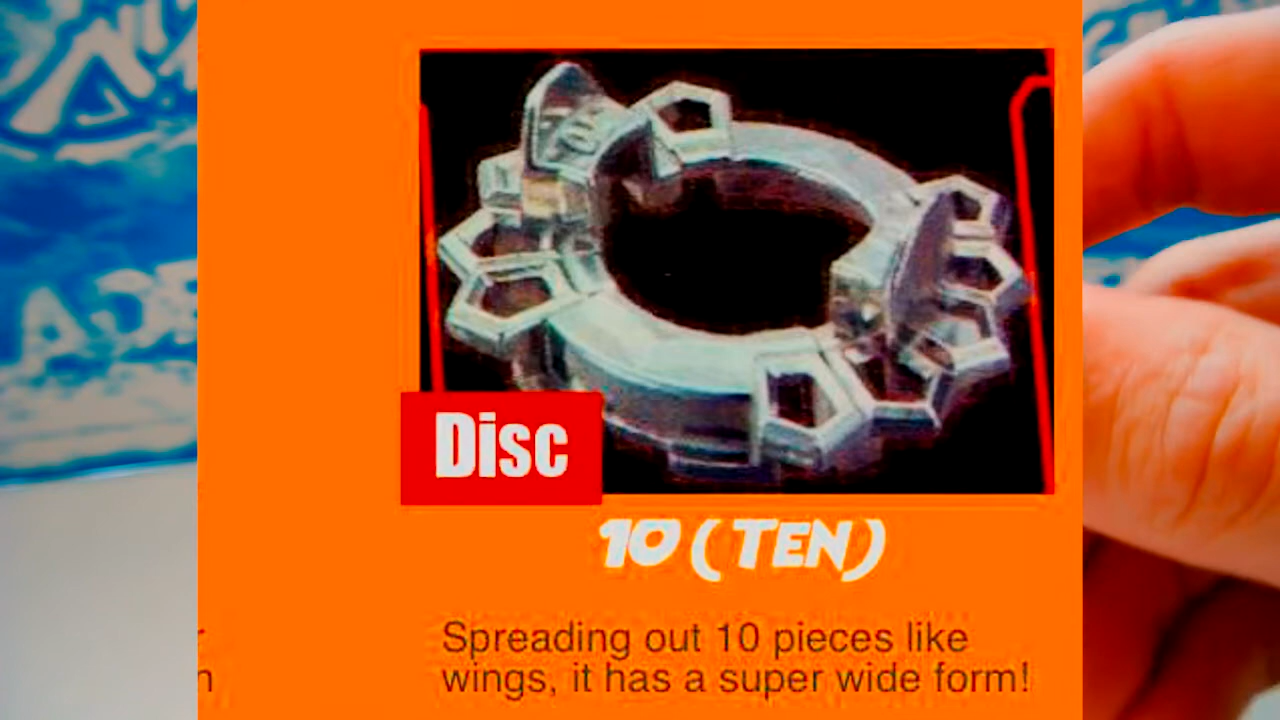 Disc
10 (TEN)
Spreading out 10 pieces like
wings, it has a super wide form!